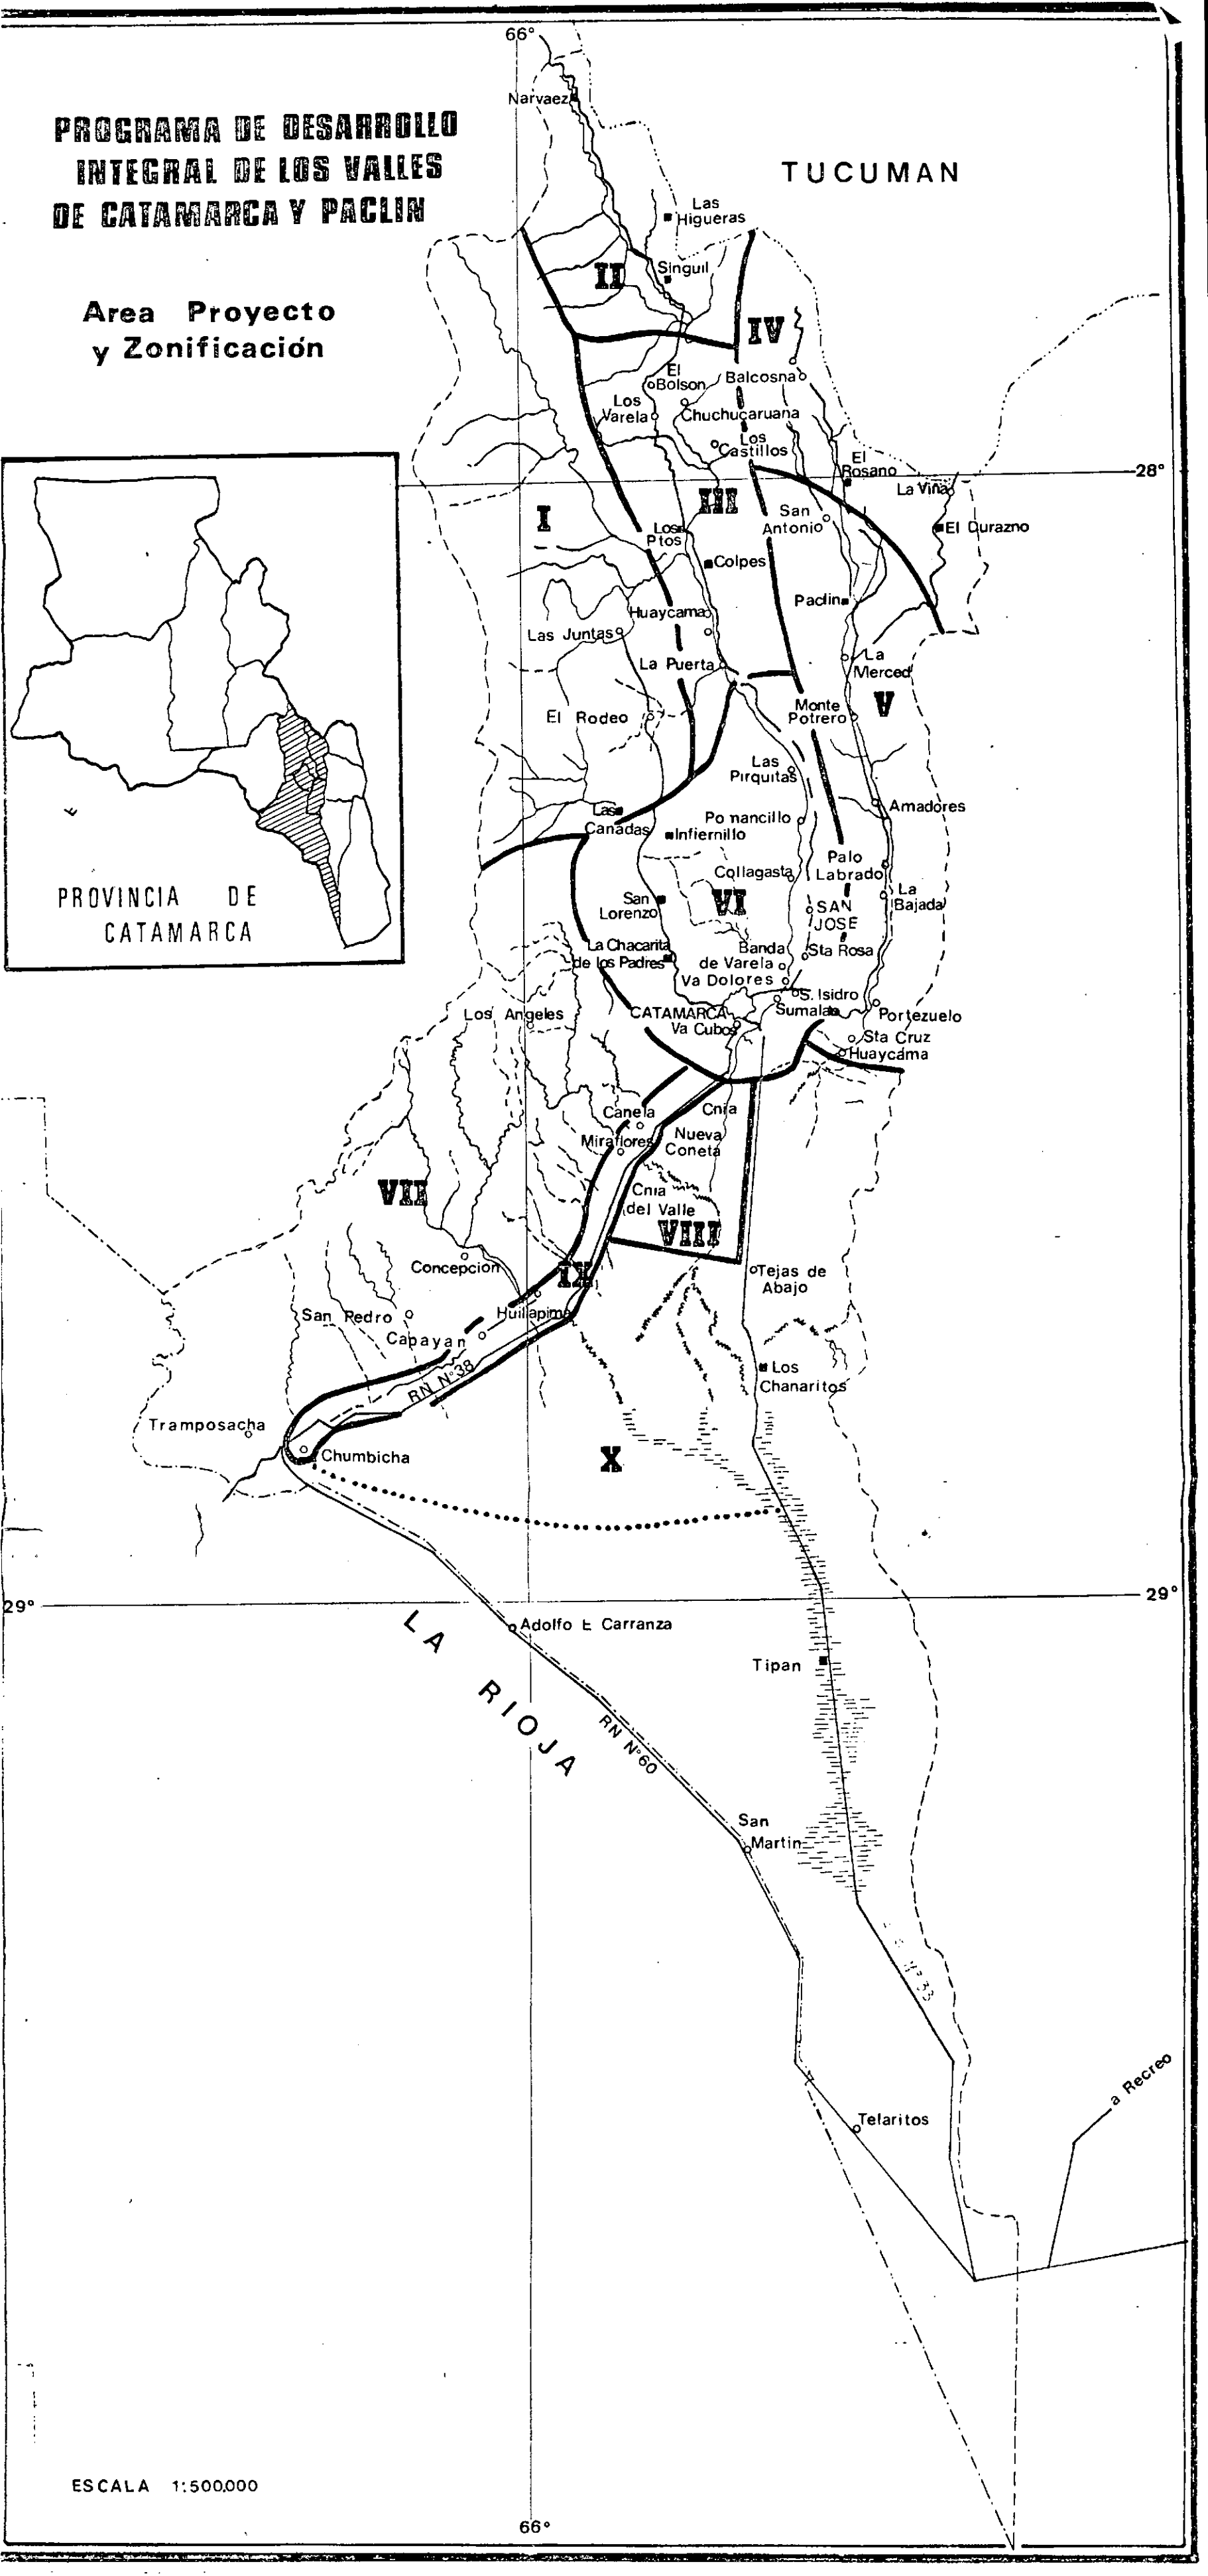 66°
Narvaez
PROGRAMA DE DESARROLLO
INTEGRAL DE LOS VALLES
DE CATAMARCA Y PACLIN
TUCUMAN
Las
Higueras
Singuil
II
Area Proyecto
y Zonificación
IV
El
Bolson
Balcosna
Los
Varela
Chuchucaruana
Los
Castillos
El
Rosario
28°
La Viña
III
I
San
Antonio
El Durazno
Los
Ptos
Colpes
Paclin
Huaycama
Las Juntas
La Puerta
La
Merced
V
El Rodeo
Monte
Potrero
Las
Pirquitas
Las
Canadas
Amadores
Pomancillo
Infiernillo
Palo
Labrado
Collagasta
PROVINCIA DE
CATAMARCA
San
Lorenzo
VI
La
Bajada
SAN
JOSE
La Chacarita
de los Padres
Banda
de Varela
Sta Rosa
Va Dolores
S. Isidro
Los Angeles
CATAMARCA
Sumalao
Portezuelo
Va Cubos
Sta Cruz
Huaycáma
Canela
Cnia
Nueva
Coneta
Miraflores
VII
Cnia
del Valle
VIII
Concepcion
IX
Tejas de
Abajo
Huillapima
San Pedro
Capayan
RN Nº38
Los
Chanaritos
Tramposacha
Chumbicha
X
29°
29°
Adolfo E Carranza
LA RIOJA
Tipan
RN Nº60
San
Martin
Nº33
a Recreo
Telaritos
ESCALA 1:500,000
66°